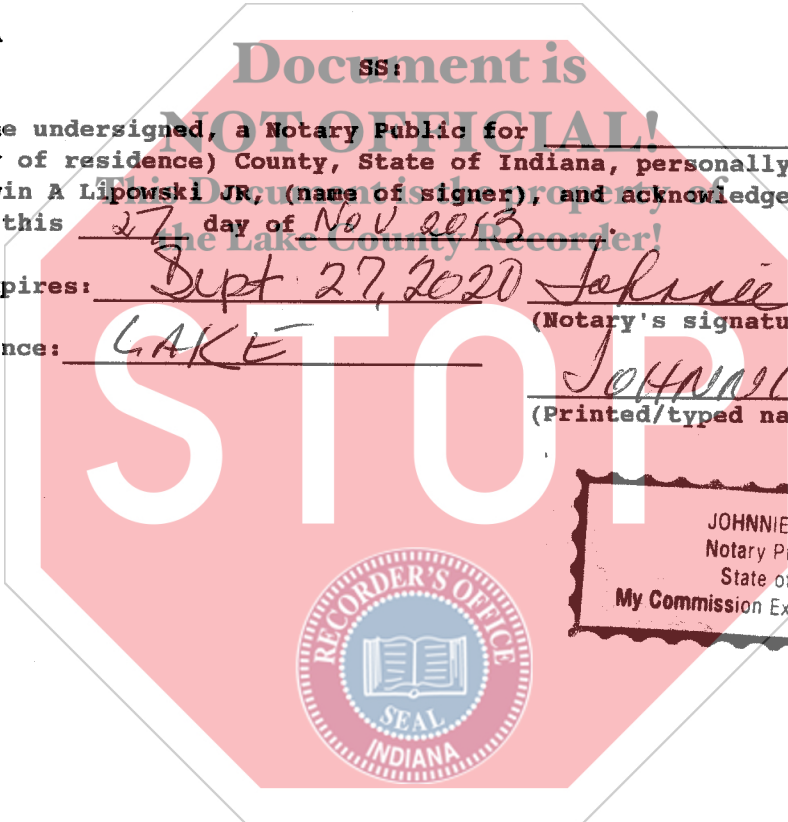 Document is
SS:
NOT OFFICIAL!
e undersigned, a Notary Public for
of residence) County, State of Indiana, personally
in A Lipowski JR, (name of signer), and acknowledge
This Document is the property of
this 27 day of Nov 2013.
the Lake County Recorder!
pires: Sept 27, 2020 Johnnie
(Notary's signatu
nce: LAKE
JOHNNIE
(Printed/typed na
STOP
JOHNNIE
Notary P
State of
My Commission Ex
RECORDER'S OFFICE
SEAL
INDIANA